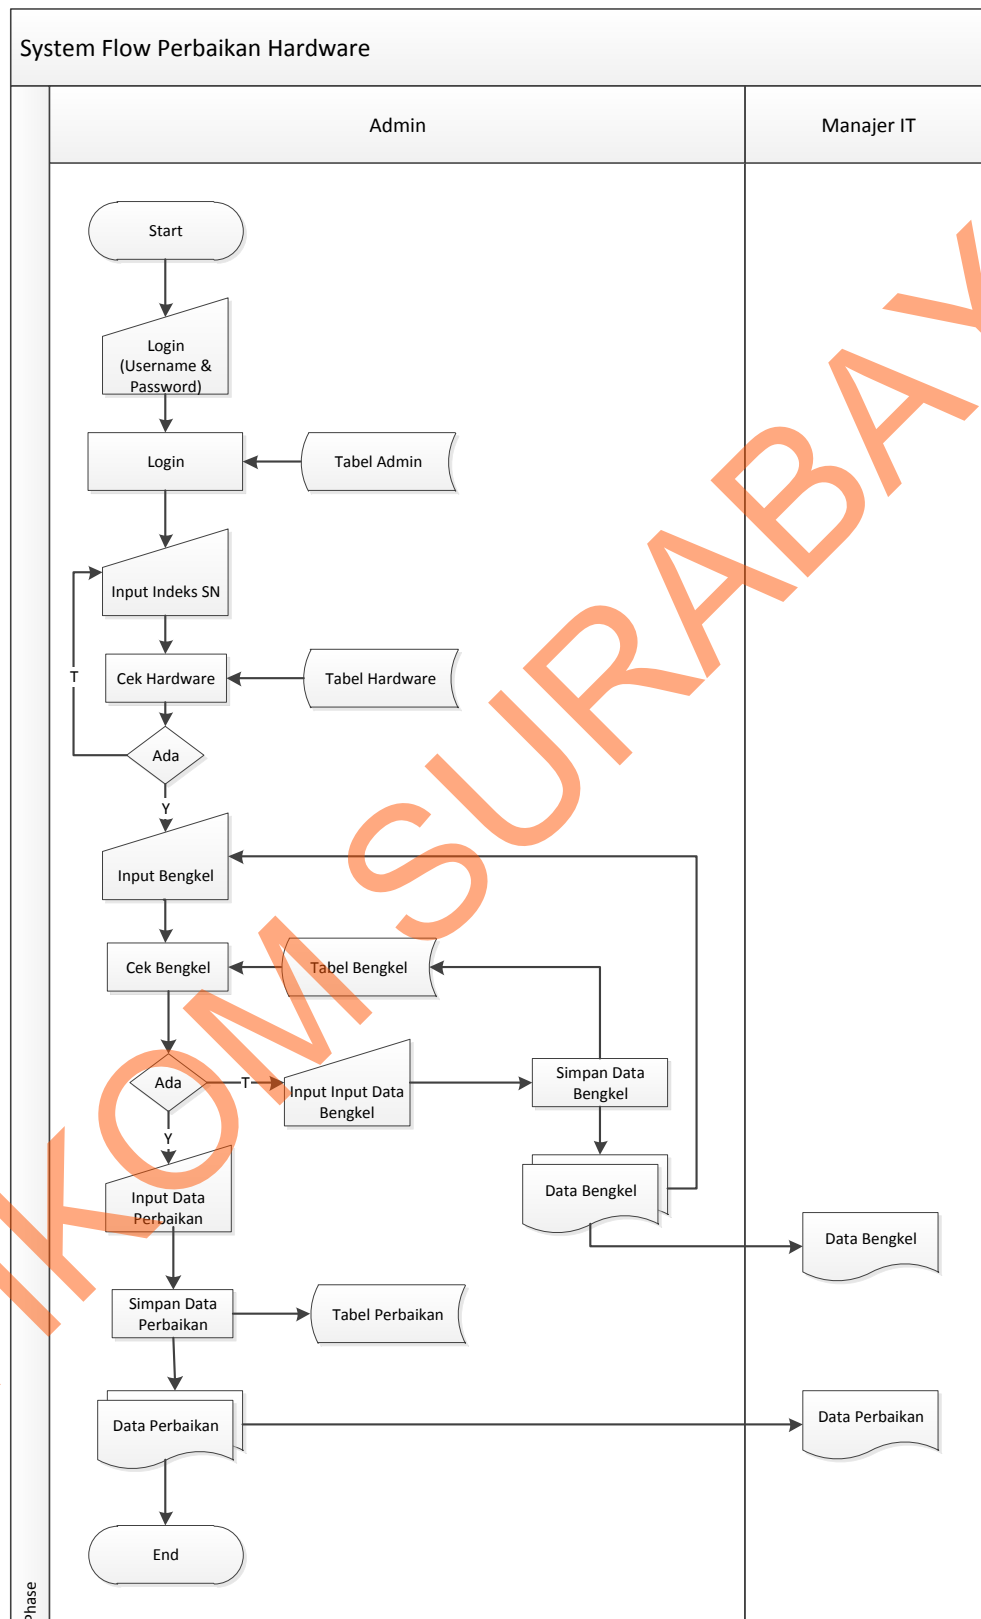 System Flow Perbaikan Hardware
Admin
Manajer IT
Start
Login
(Username &
Password)
Login
Tabel Admin
Input Indeks SN
T
Cek Hardware
Tabel Hardware
Ada
Y
Input Bengkel
Cek Bengkel
Tabel Bengkel
Ada
T
Input Input Data
Bengkel
Simpan Data
Bengkel
Y
Input Data
Perbaikan
Data Bengkel
Data Bengkel
Simpan Data
Perbaikan
Tabel Perbaikan
Data Perbaikan
Data Perbaikan
End
Phase
IKOM SURABAY